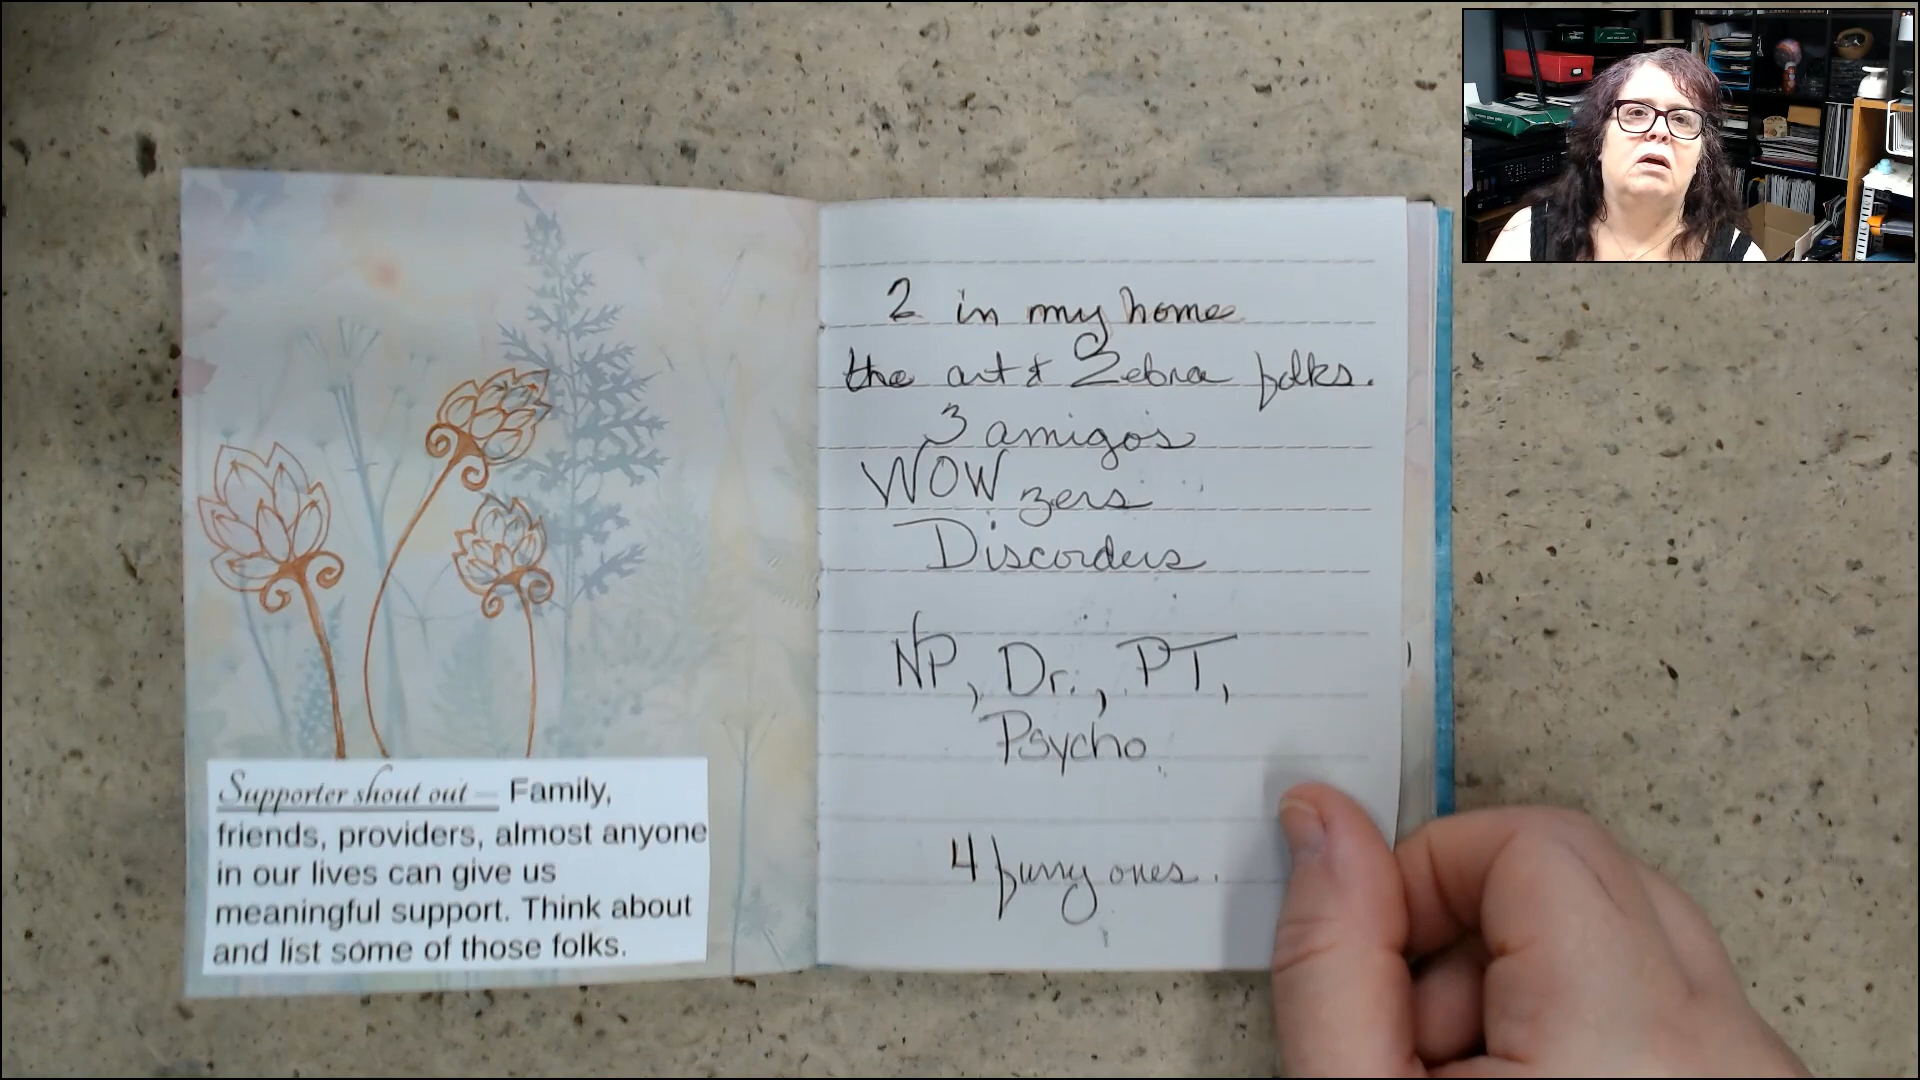 Supporter shout out — Family,
friends, providers, almost anyone
in our lives can give us
meaningful support. Think about
and list some of those folks.
2 in my home
the art & Zebra folks.
3 amigos
WOW zers
Discorders
NP, Dr., PT,
Psycho
4 furry ones.